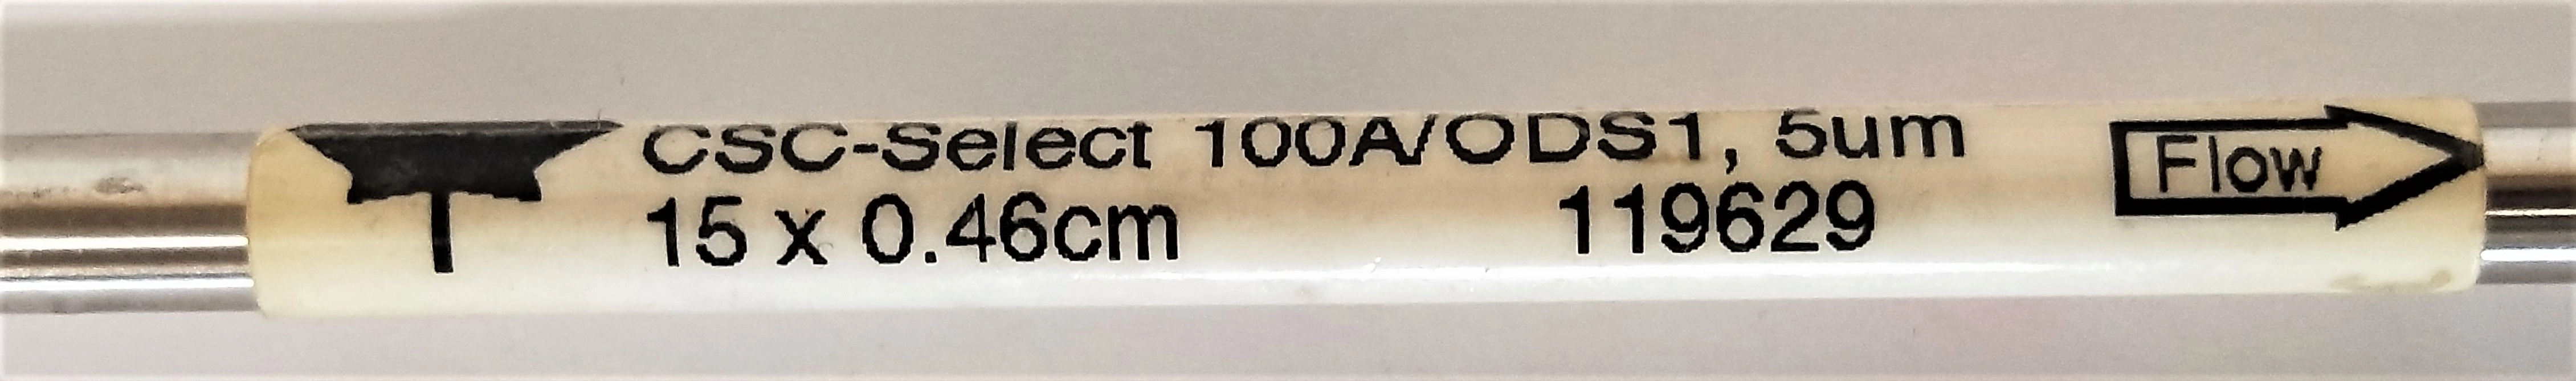 CSC-Select 100A/ODS1, 5um
15 x 0.46cm 119629
Flow